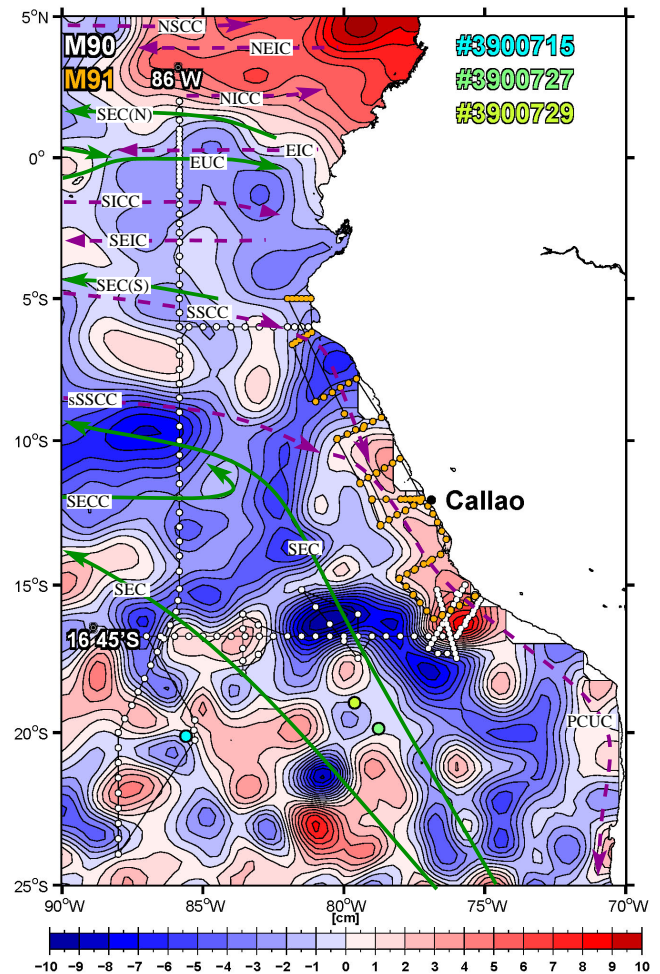 5°N
NSCC
M90
NEIC
#3900715
M91
86°W
#3900727
NICC
#3900729
SEC(N)
EIC
0°
EUC
SICC
SEIC
SEC(S)
5°S
SSCC
sSSCC
10°S
SECC
Callao
SEC
15°S
SEC
16°45'S
PCUC
20°S
25°S
90°W 85°W 80°W 75°W 70°W
[cm]
−10 −9 −8 −7 −6 −5 −4 −3 −2 −1 0 1 2 3 4 5 6 7 8 9 10